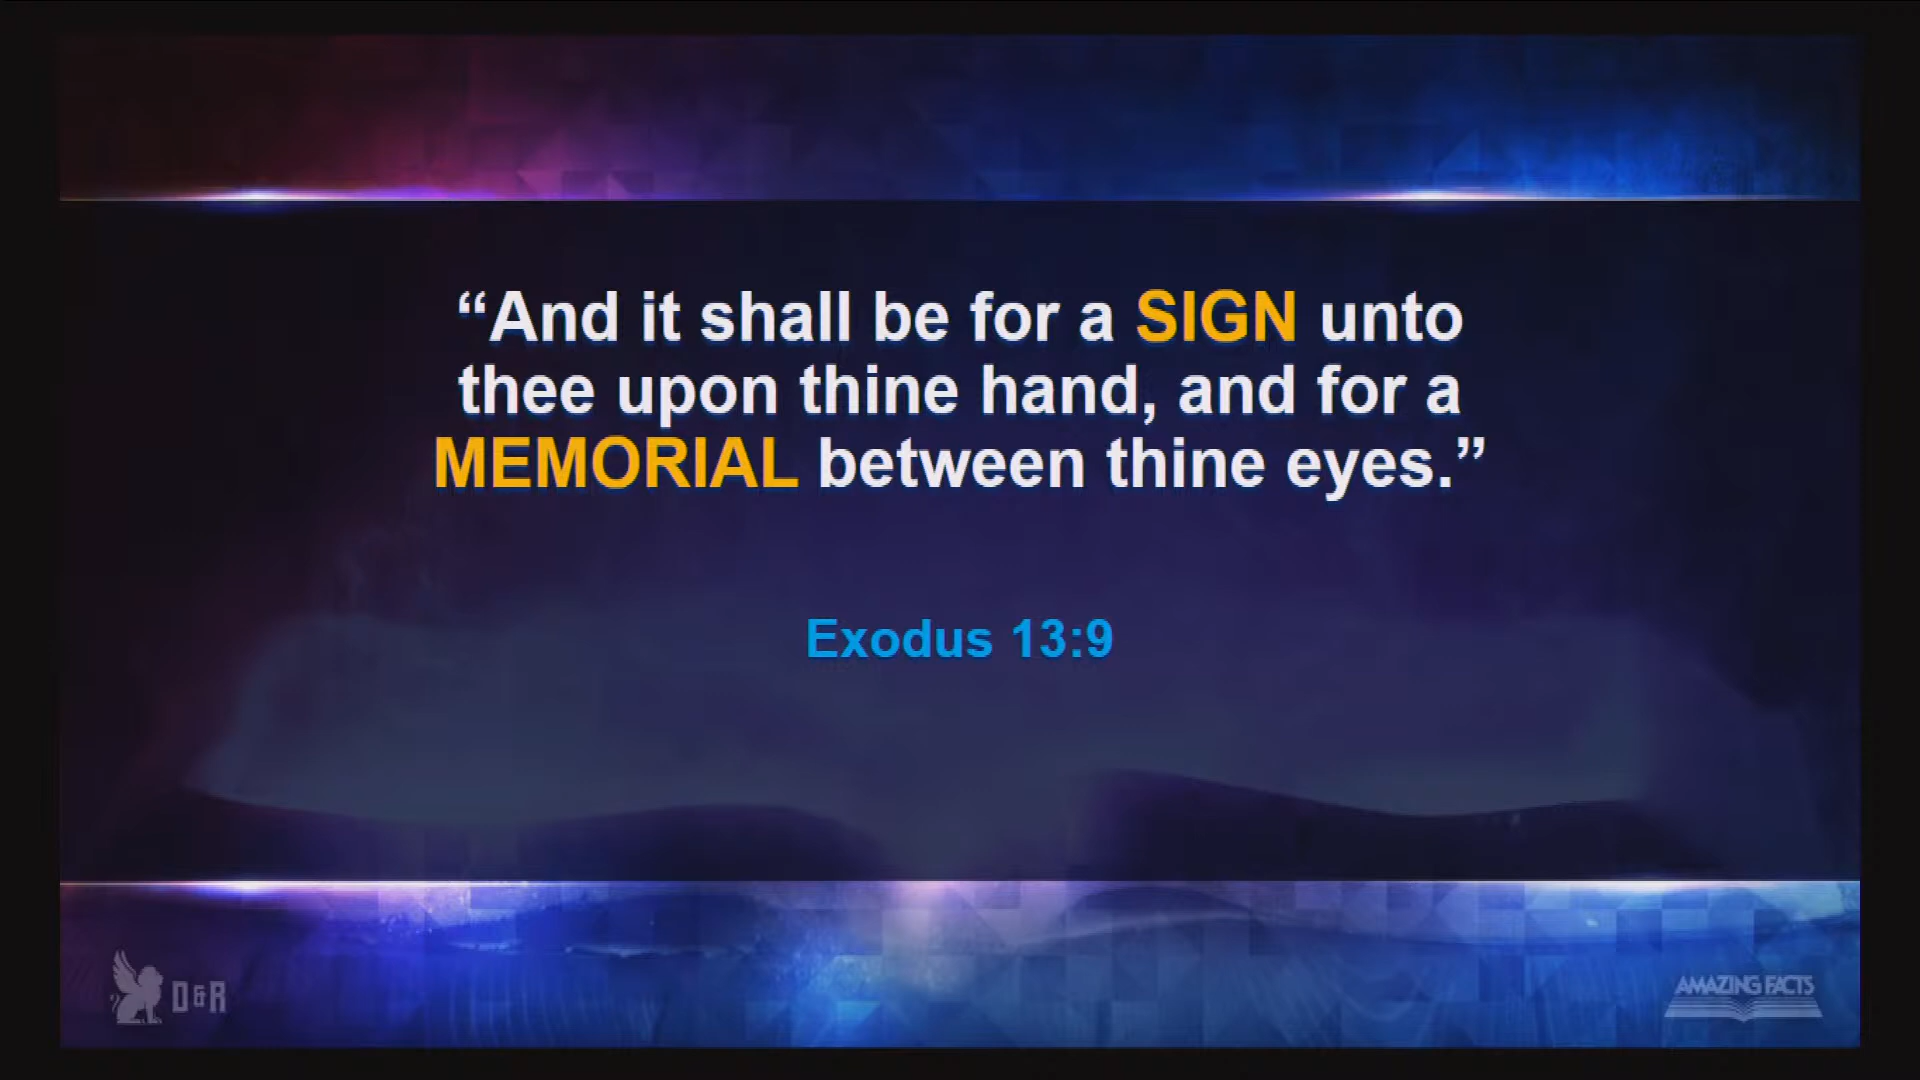 “And it shall be for a SIGN unto
thee upon thine hand, and for a
MEMORIAL between thine eyes.”
Exodus 13:9
D&R
AMAZING FACTS